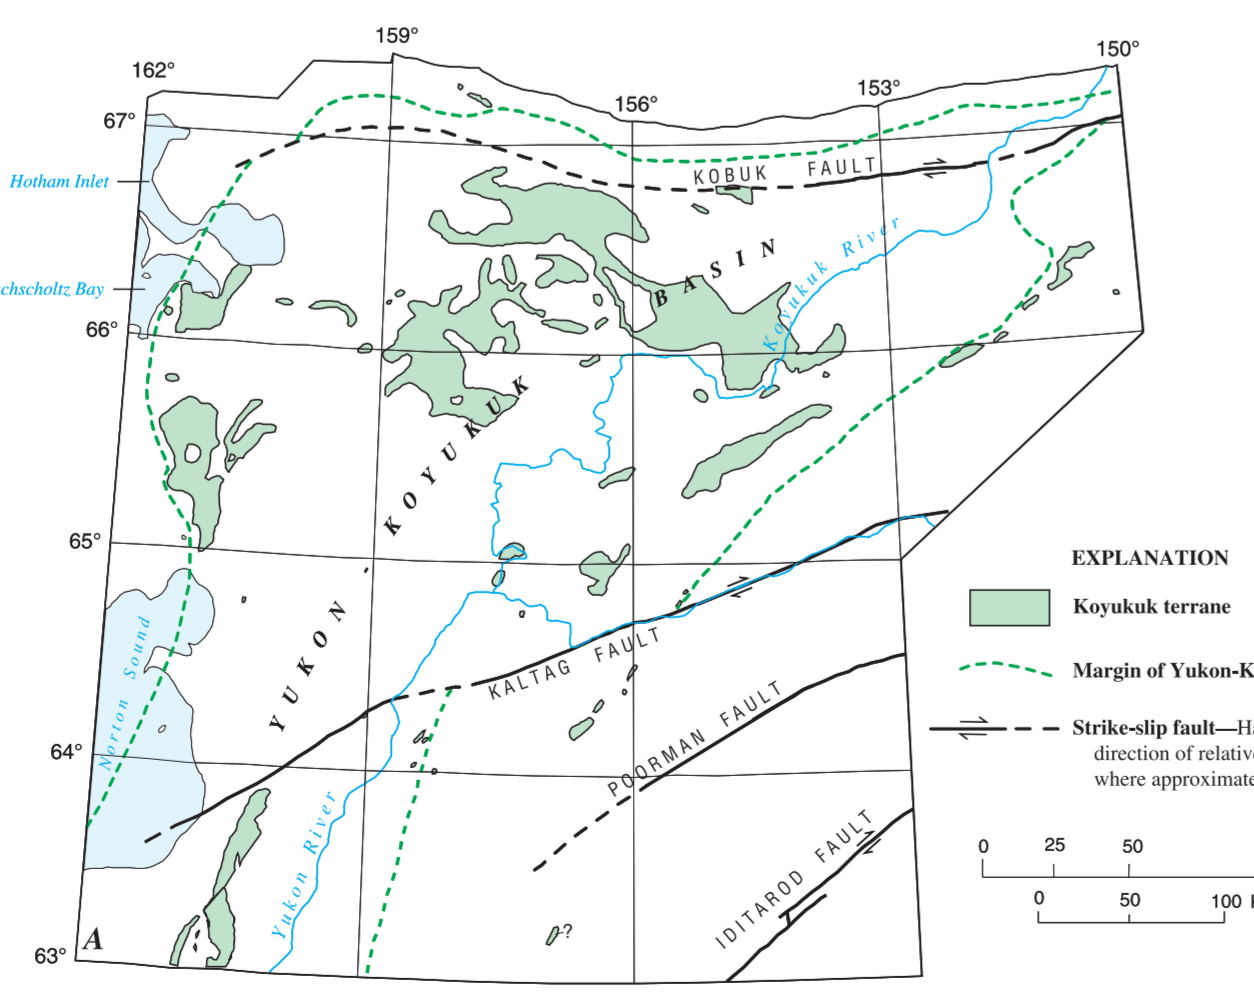 159°
150°
162°
153°
156°
67°
KOBUK FAULT
Hotham Inlet
BASIN
Koyukuk River
chscholtz Bay
66°
KOYUKUK
65°
EXPLANATION
Koyukuk terrane
YUKON
Norton Sound
KALTAG FAULT
Margin of Yukon-K
POORMAN FAULT
Strike-slip fault—Ha
direction of relative
where approximate
64°
Yukon River
IDITAROD FAULT
0 25 50
0 50 100 k
?
A
63°